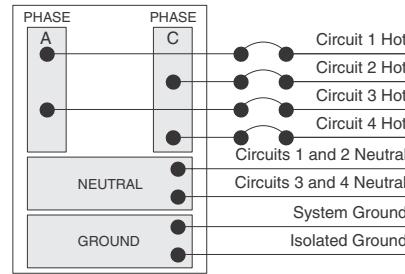 PHASE PHASE
A C
Circuit 1 Hot
Circuit 2 Hot
Circuit 3 Hot
Circuit 4 Hot
Circuits 1 and 2 Neutral
NEUTRAL
Circuits 3 and 4 Neutral
System Ground
GROUND
Isolated Ground